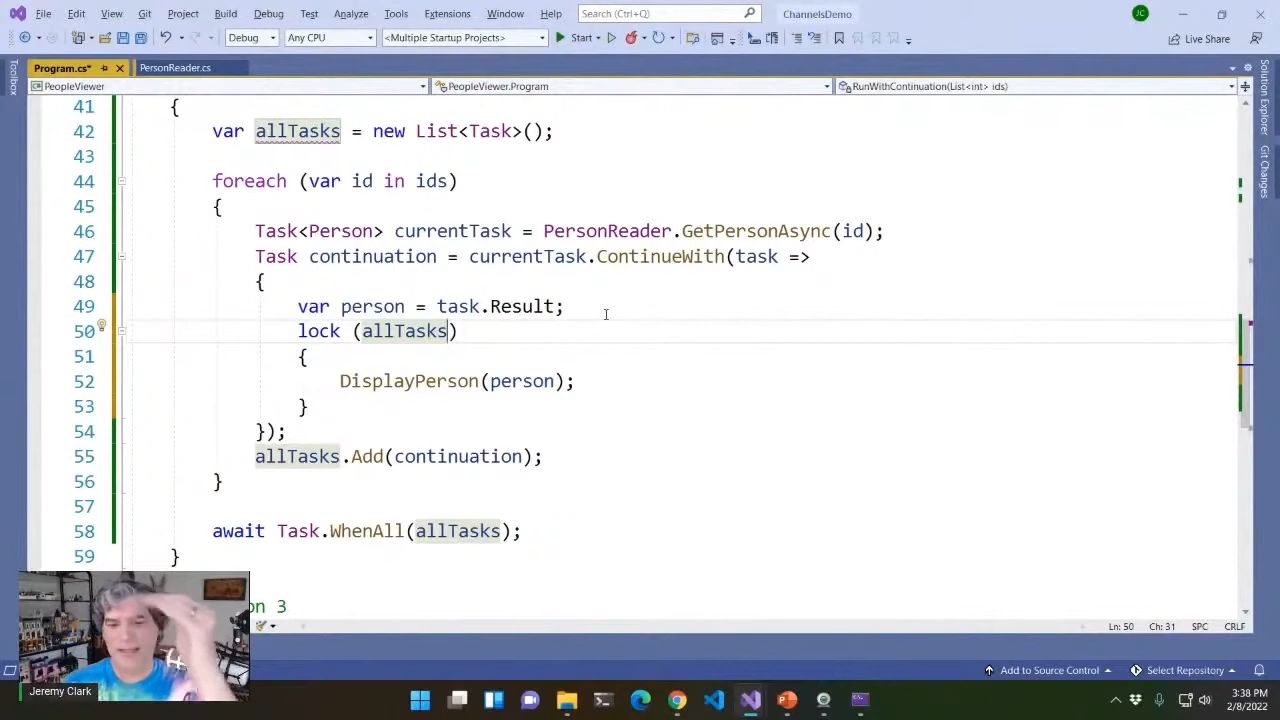 File Edit View Git Project Build Debug Test Analyze Tools Extensions Window Help Search (Ctrl+Q) ChannelsDemo JC
Debug Any CPU <Multiple Startup Projects> Start Live Share
Program.cs* PersonReader.cs
PeopleViewer PeopleViewer.Program RunWithContinuation(List<int> ids)
Toolbox
Solution Explorer
Git Changes
41 {
42 var allTasks = new List<Task>();
43
44 foreach (var id in ids)
45 {
46 Task<Person> currentTask = PersonReader.GetPersonAsync(id);
47 Task continuation = currentTask.ContinueWith(task =>
48 {
49 var person = task.Result;
50 lock (allTasks)
51 {
52 DisplayPerson(person);
53 }
54 });
55 allTasks.Add(continuation);
56 }
57
58 await Task.WhenAll(allTasks);
59 }
on 3
Ln: 50 Ch: 31 SPC CRLF
Add to Source Control Select Repository
Jeremy Clark
3:38 PM
2/8/2022